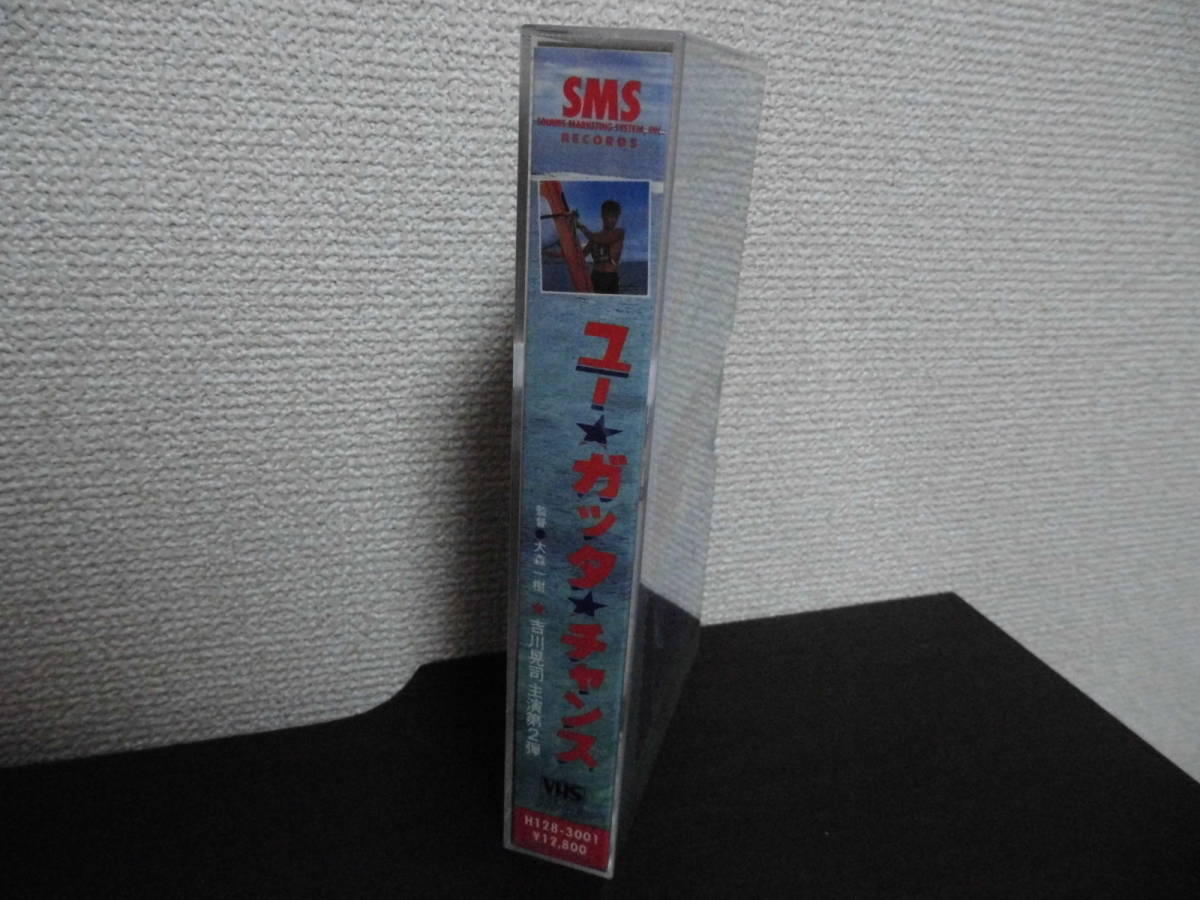 SMS
SOUNDS MARKETING SYSTEM, INC.
RECORDS
ユー★ガッタ★チャンス
監督●大森一樹★吉川晃司主演第2弾
VHS
H128-3001
¥12,800